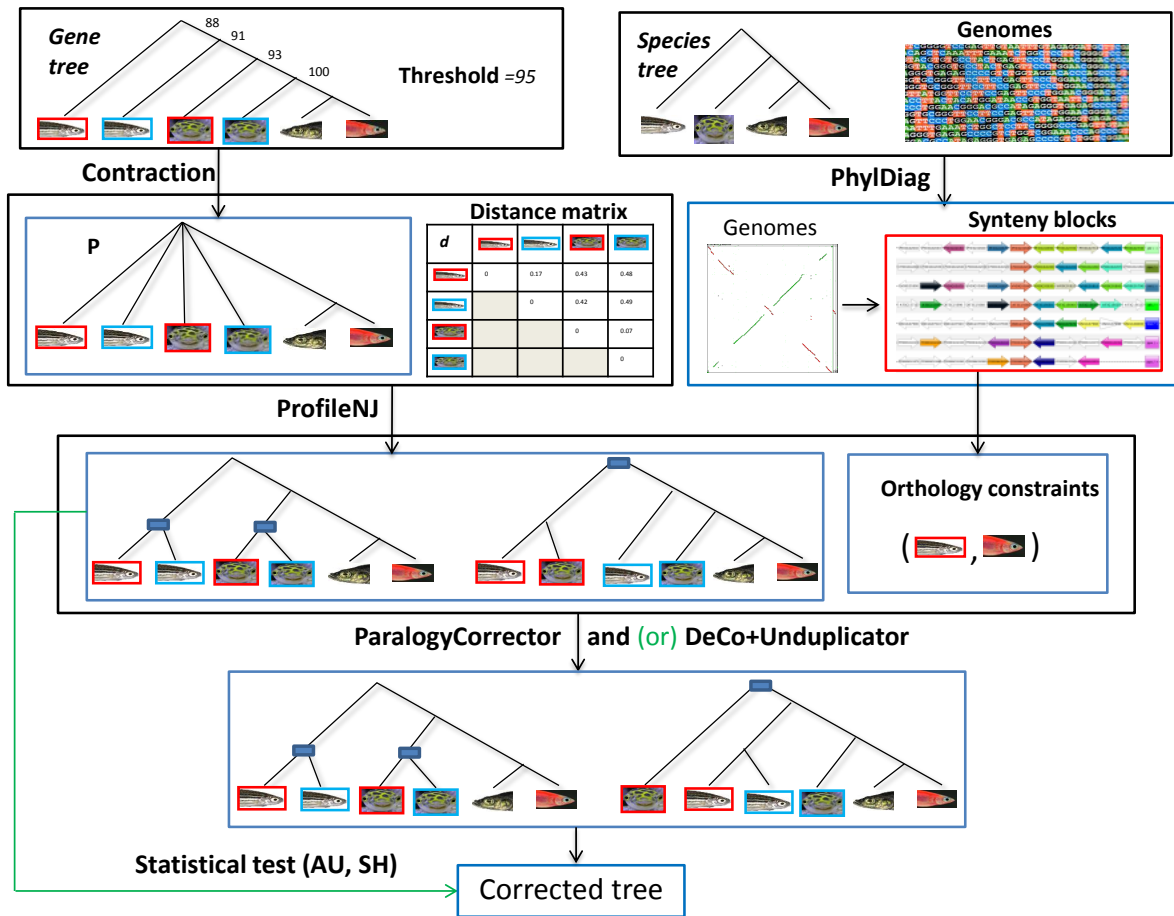 Gene
tree
88
91
93
100
Threshold =95
Species
tree
Genomes
Contraction
PhylDiag
P
Distance matrix
d
0 0.17 0.43 0.48
0 0.42 0.49
0 0.07
0
Genomes
Synteny blocks
ProfileNJ
Orthology constraints
( , )
ParalogyCorrector and (or) DeCo+Unduplicator
Statistical test (AU, SH)
Corrected tree